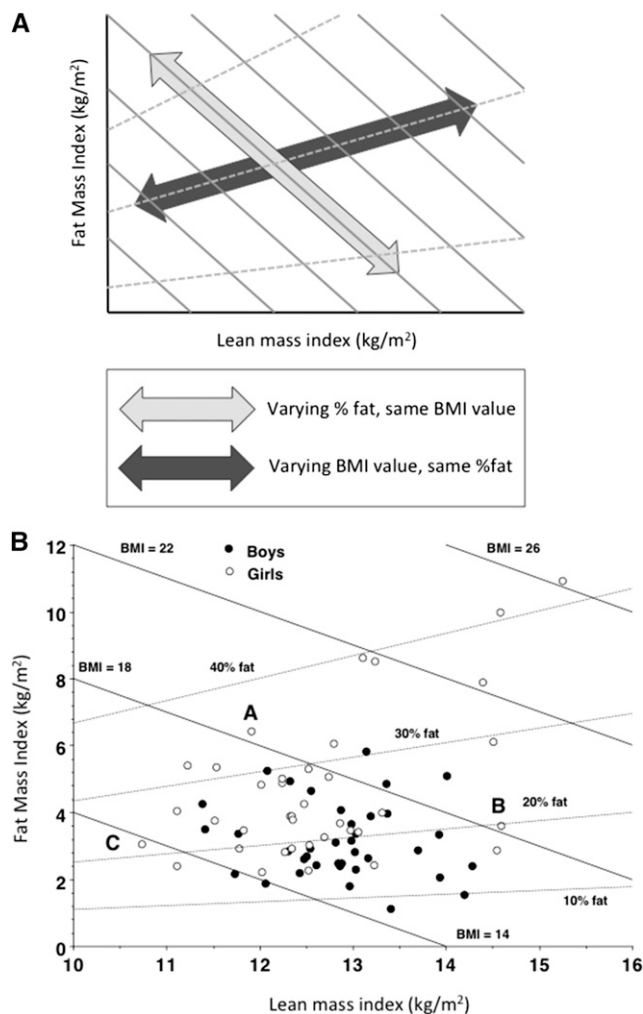 A
Fat Mass Index (kg/m²)
Lean mass index (kg/m²)
Varying % fat, same BMI value
Varying BMI value, same %fat
B
BMI = 22
Boys
Girls
BMI = 26
40% fat
BMI = 18
A
30% fat
B
20% fat
C
10% fat
BMI = 14
Fat Mass Index (kg/m²)
12
10
8
6
4
2
0
10
11
12
13
14
15
16
Lean mass index (kg/m²)